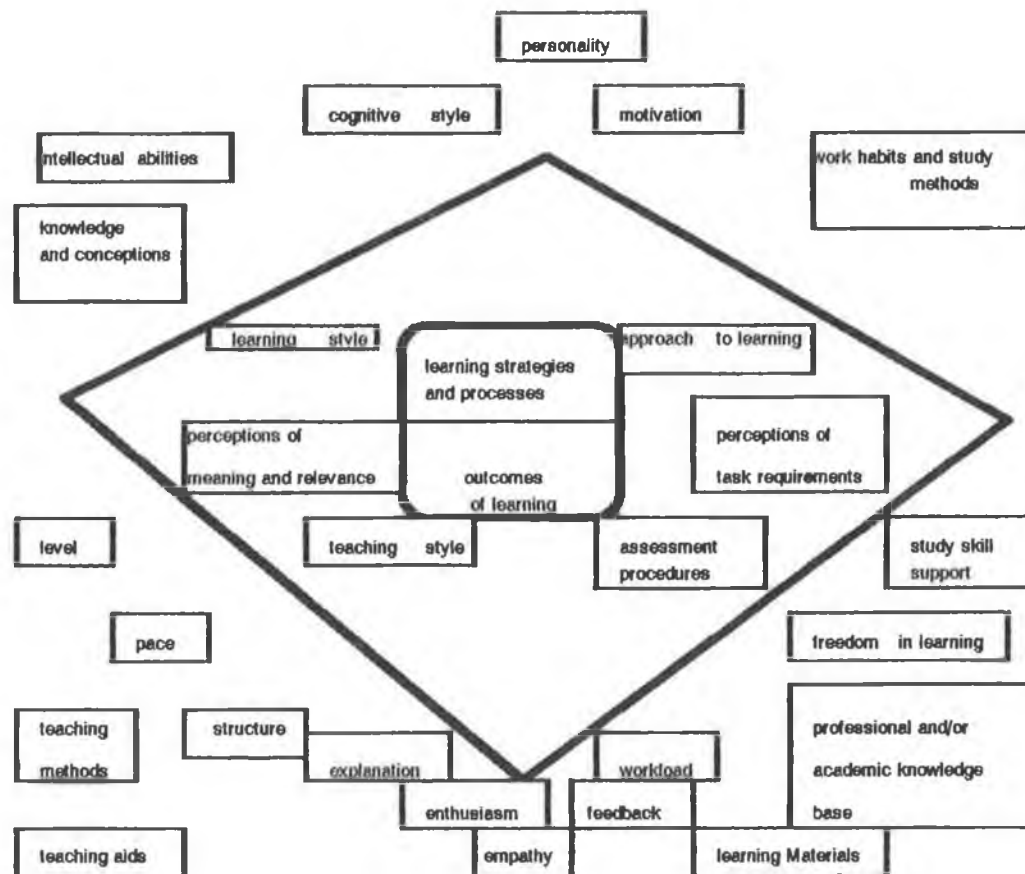 personality
cognitive style
motivation
intellectual abilities
work habits and study
methods
knowledge
and conceptions
learning style
approach to learning
learning strategies
and processes
perceptions of
meaning and relevance
perceptions of
task requirements
outcomes
of learning
level
teaching style
assessment
procedures
study skill
support
pace
freedom in learning
teaching
methods
structure
explanation
workload
professional and/or
academic knowledge
base
enthusiasm
feedback
teaching aids
empathy
learning Materials